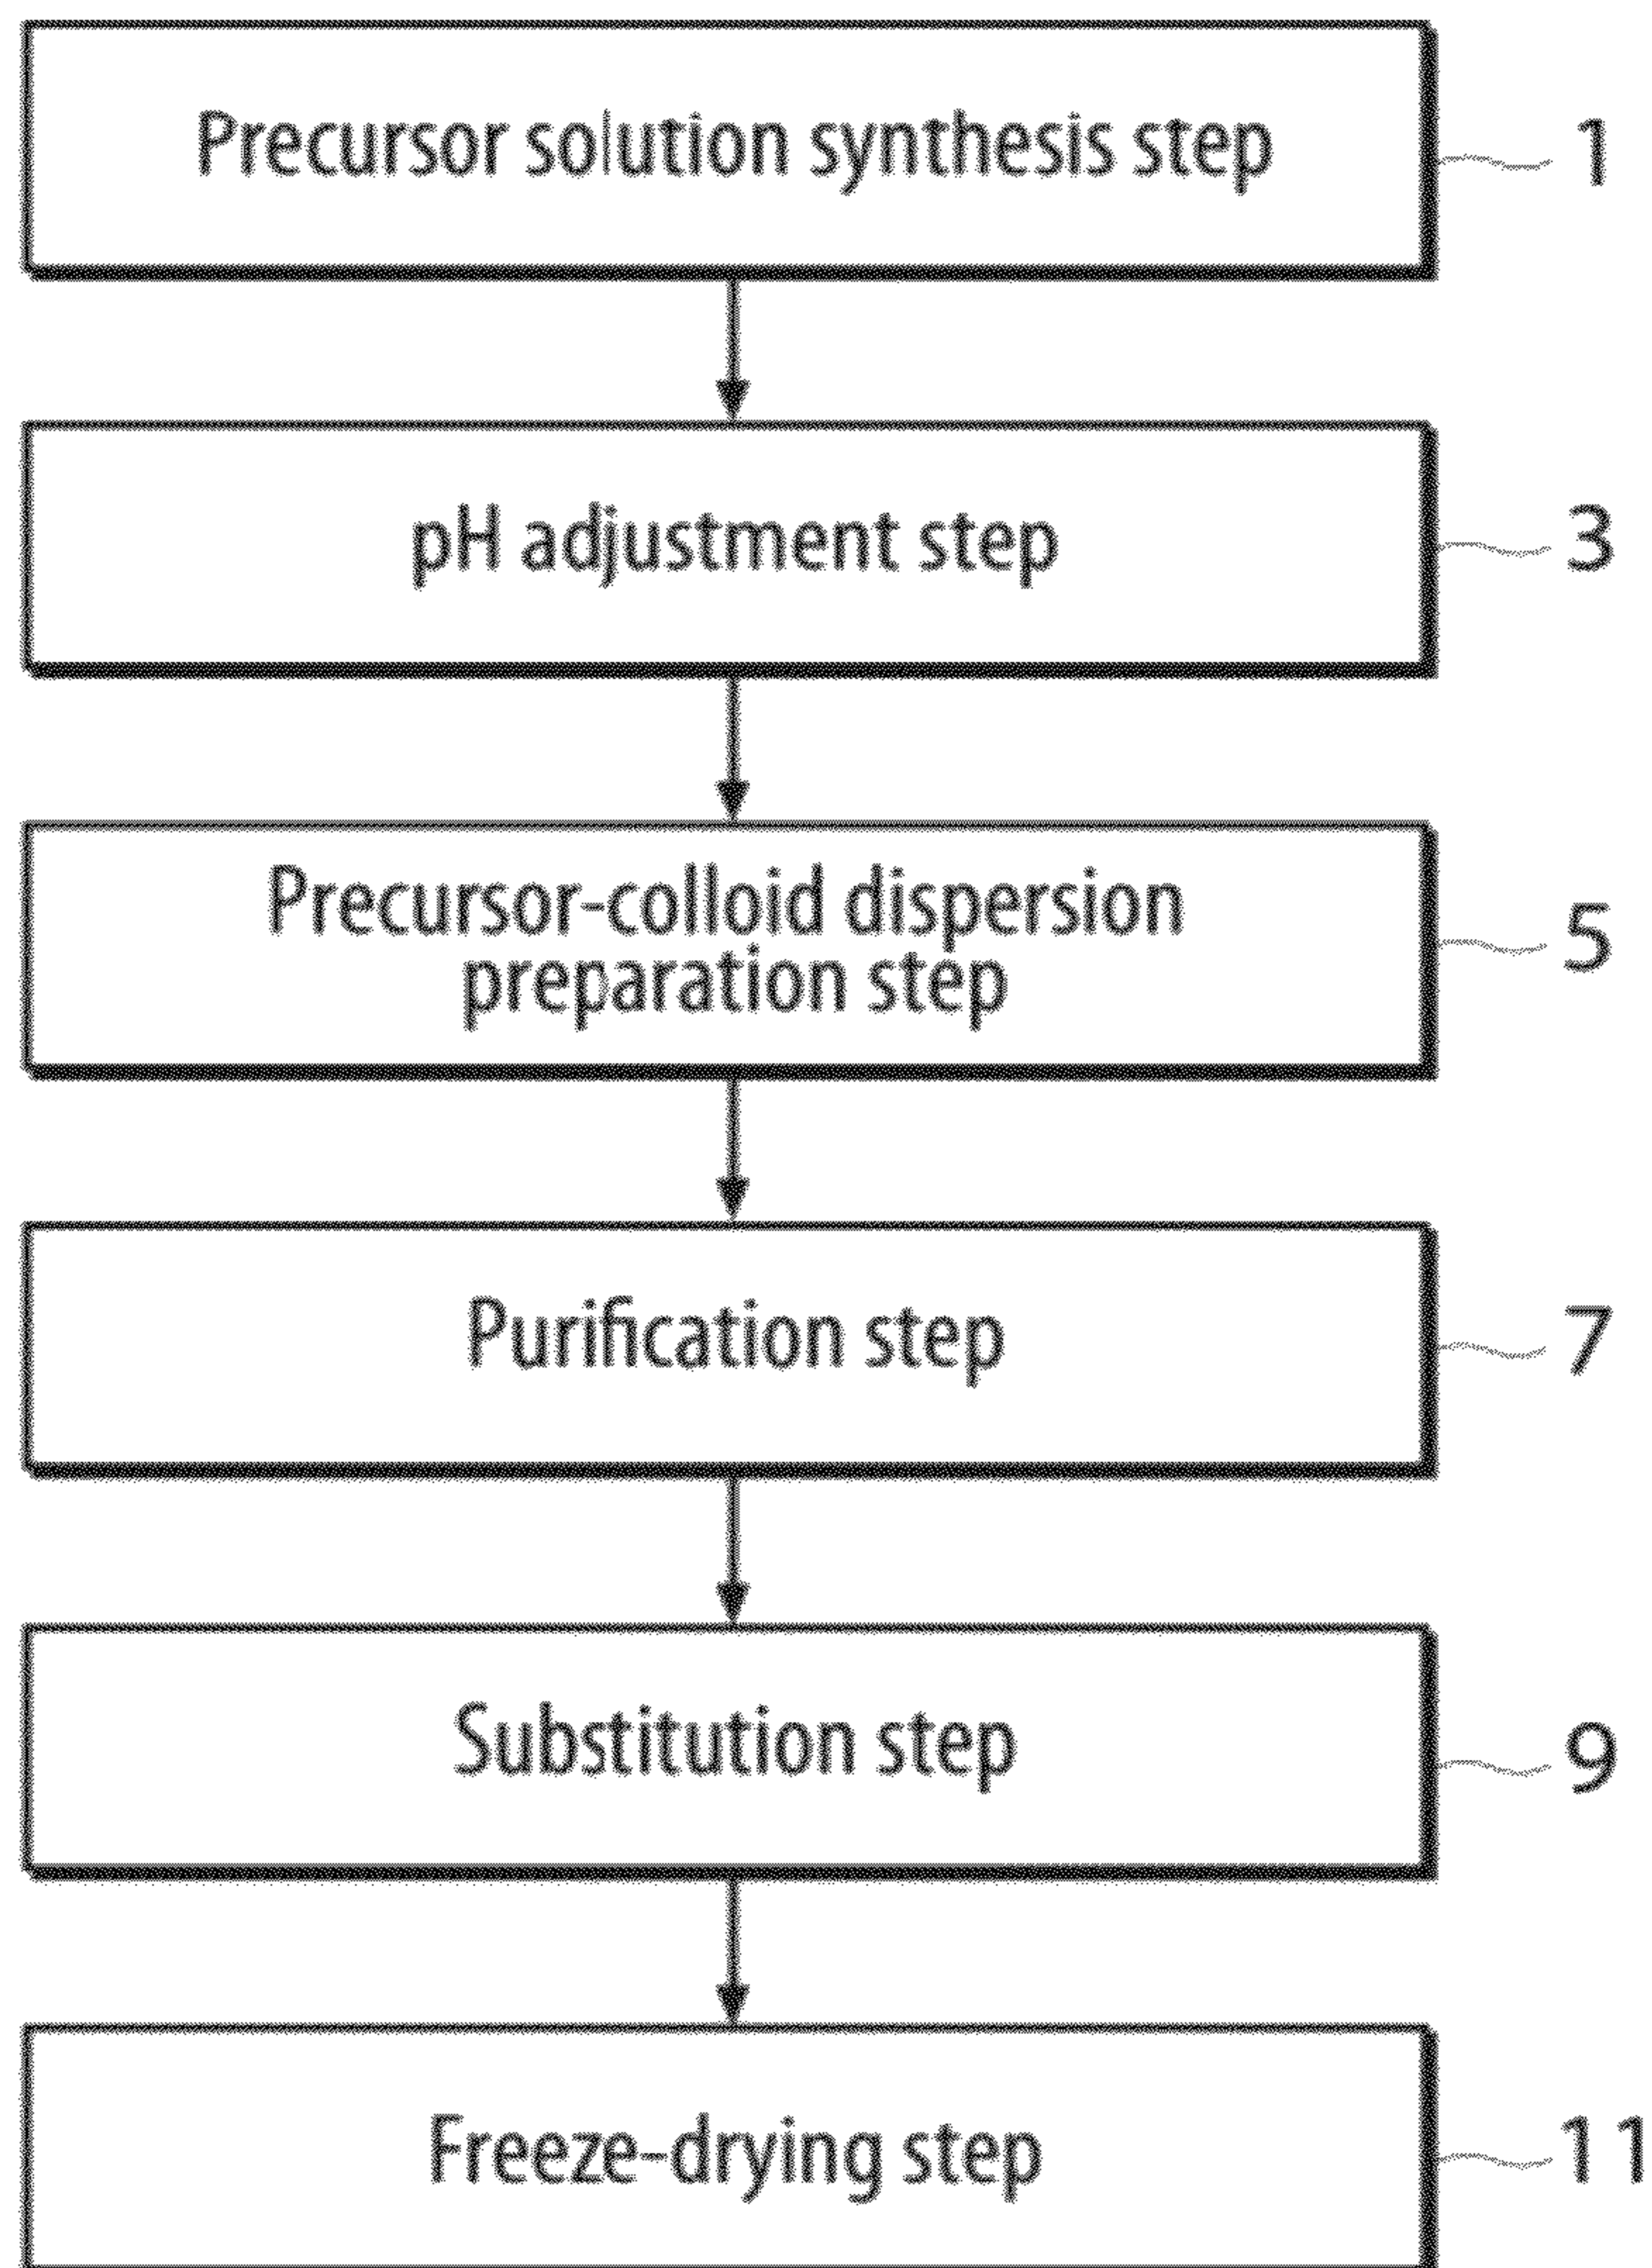 Precursor solution synthesis step
1
pH adjustment step
3
Precursor-colloid dispersion
preparation step
5
Purification step
7
Substitution step
9
Freeze-drying step
11